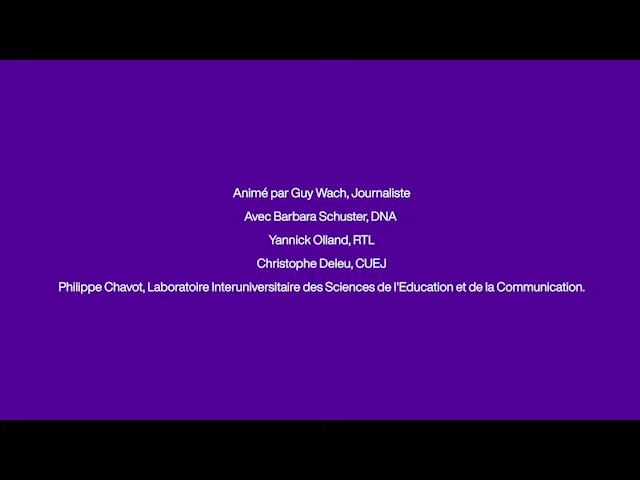 Animé par Guy Wach, Journaliste
Avec Barbara Schuster, DNA
Yannick Olland, RTL
Christophe Deleu, CUEJ
Philippe Chavot, Laboratoire Interuniversitaire des Sciences de l'Education et de la Communication.